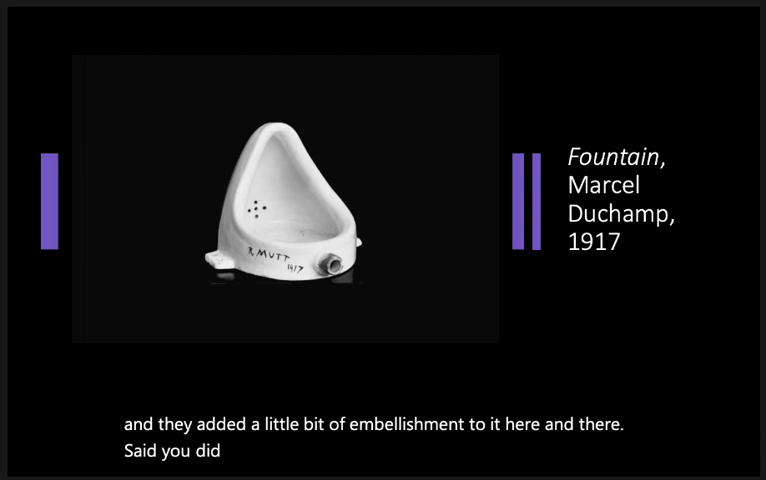 R. MUTT
1917
Fountain,
Marcel
Duchamp,
1917
and they added a little bit of embellishment to it here and there.
Said you did